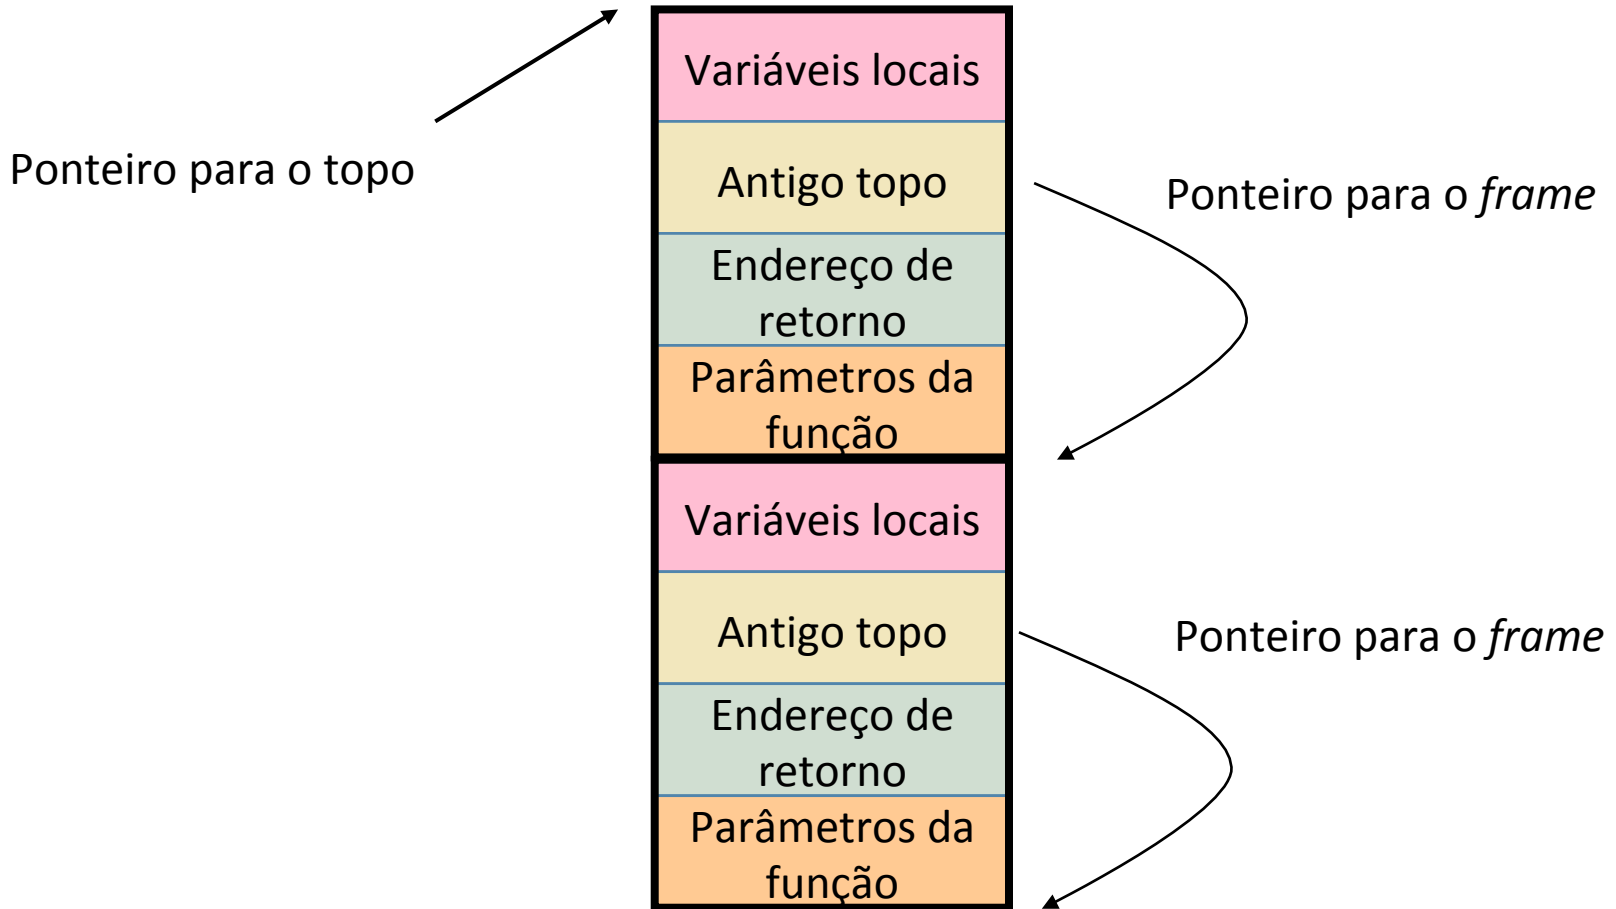 Variáveis locais
Ponteiro para o topo
Antigo topo
Ponteiro para o frame
Endereço de
retorno
Parâmetros da
função
Variáveis locais
Antigo topo
Ponteiro para o frame
Endereço de
retorno
Parâmetros da
função